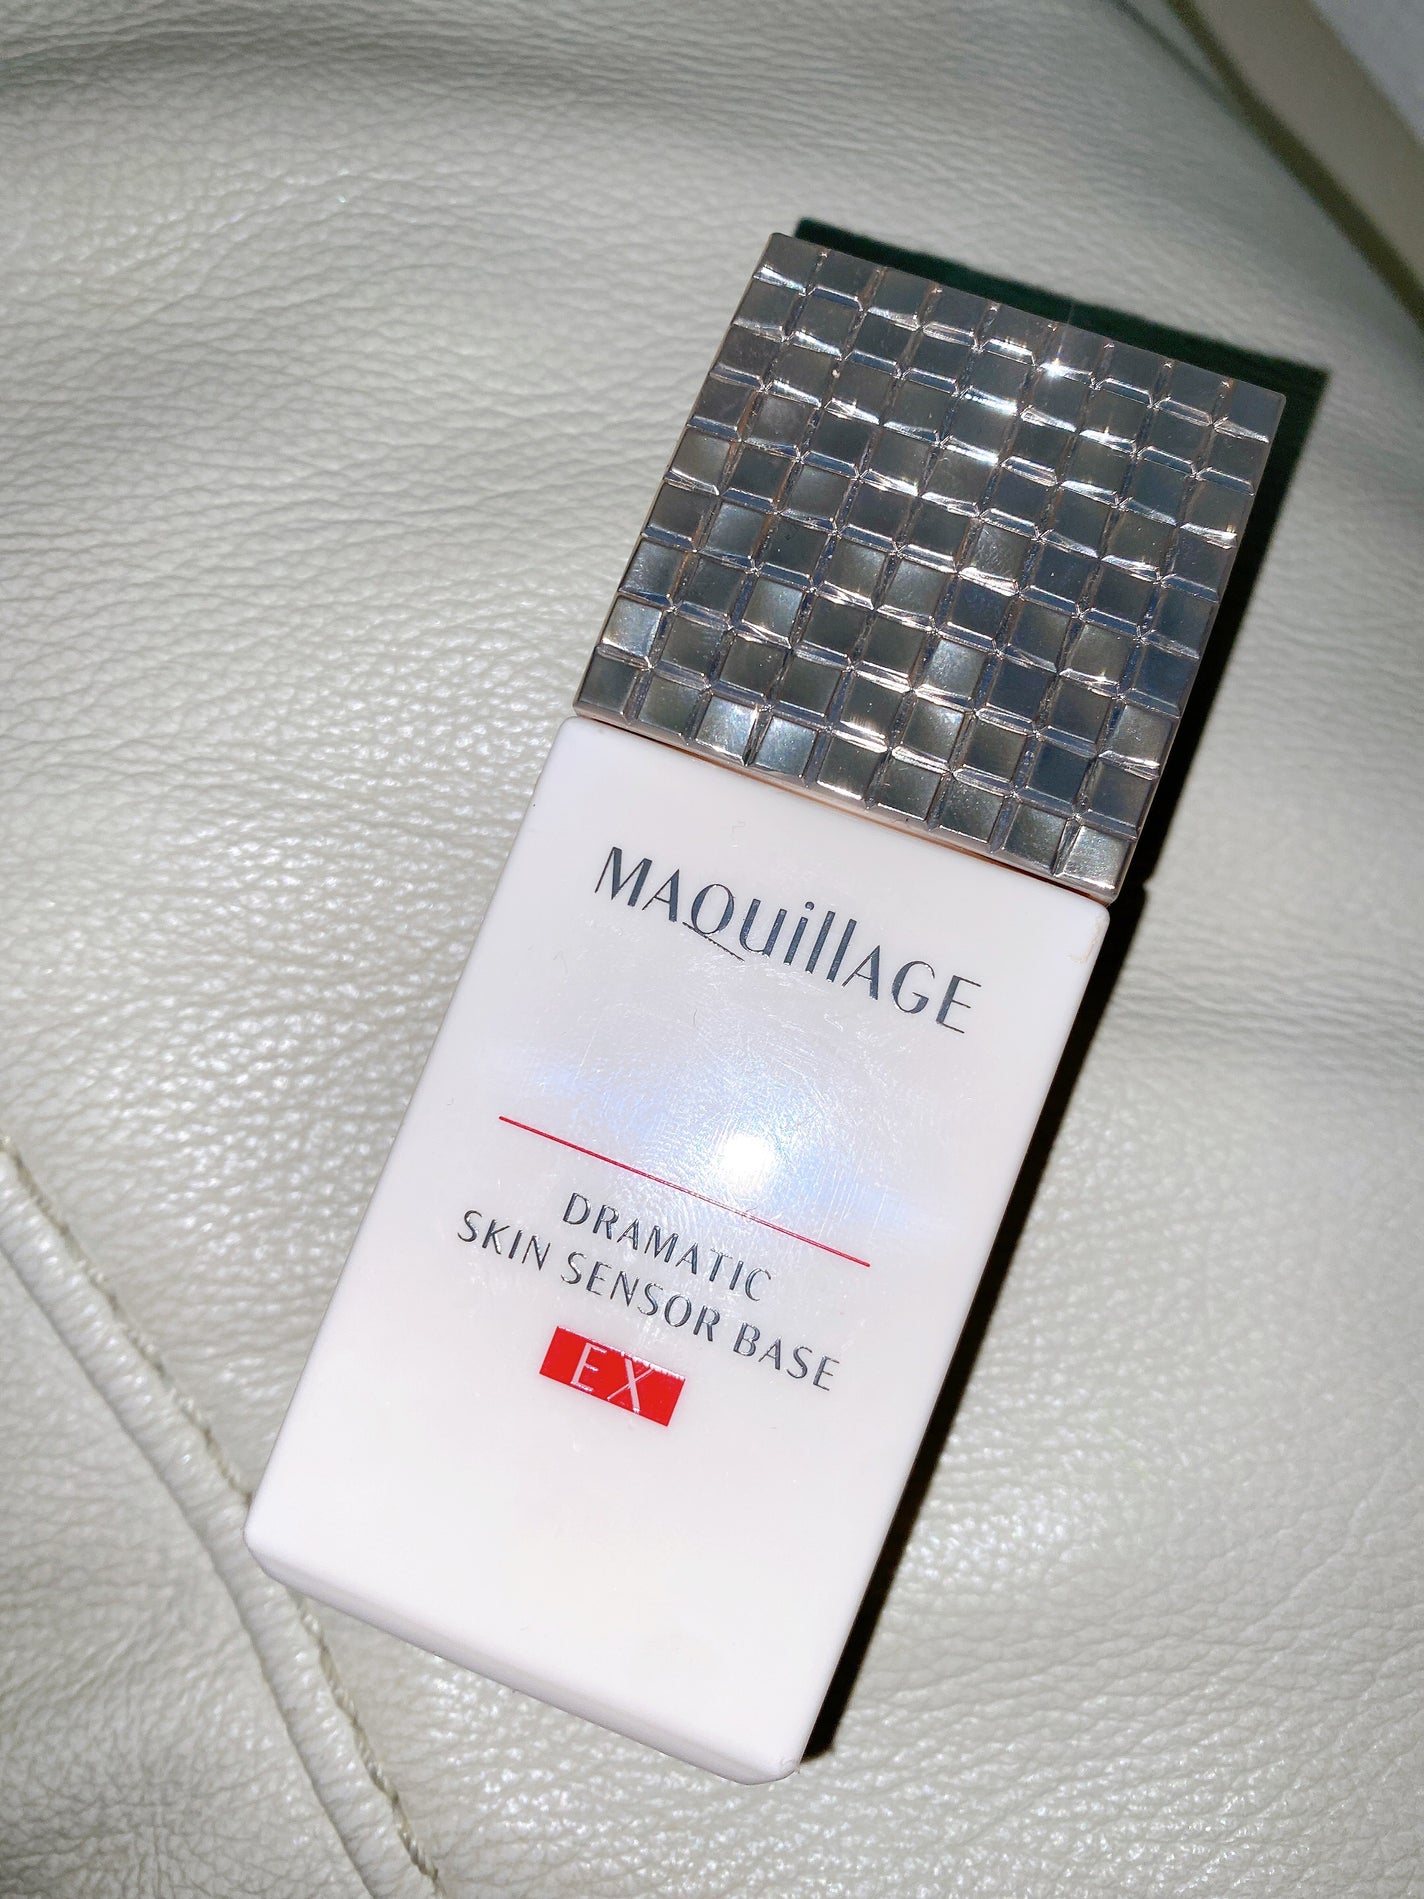 MAQuillAGE
DRAMATIC
SKIN SENSOR BASE
EX